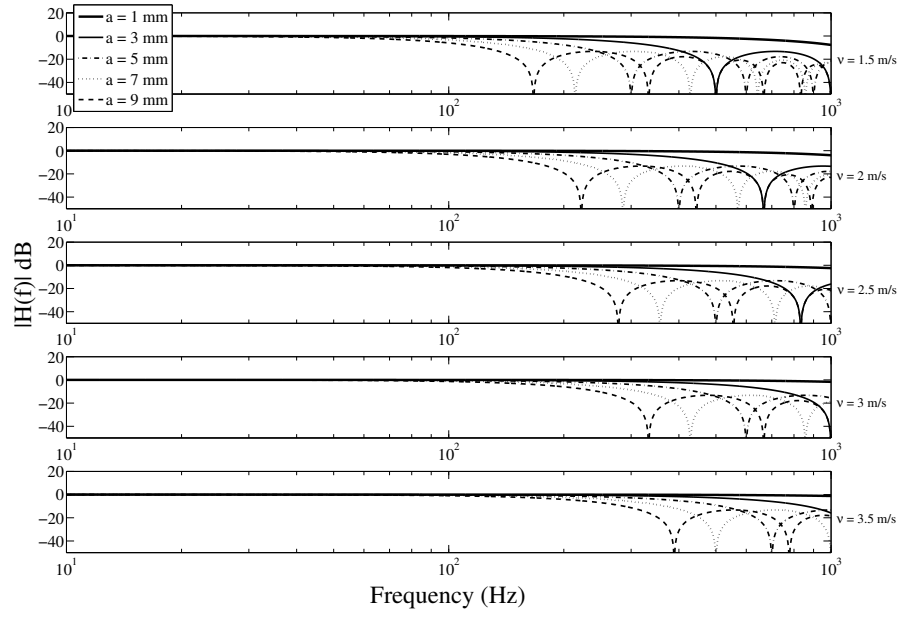 20
0
−20
−40
a = 1 mm
a = 3 mm
a = 5 mm
a = 7 mm
a = 9 mm
10^1
10^2
10^3
ν = 1.5 m/s
20
0
−20
−40
10^1
10^2
10^3
ν = 2 m/s
20
0
−20
−40
10^1
10^2
10^3
ν = 2.5 m/s
|H(f)| dB
20
0
−20
−40
10^1
10^2
10^3
ν = 3 m/s
20
0
−20
−40
10^1
10^2
10^3
ν = 3.5 m/s
Frequency (Hz)